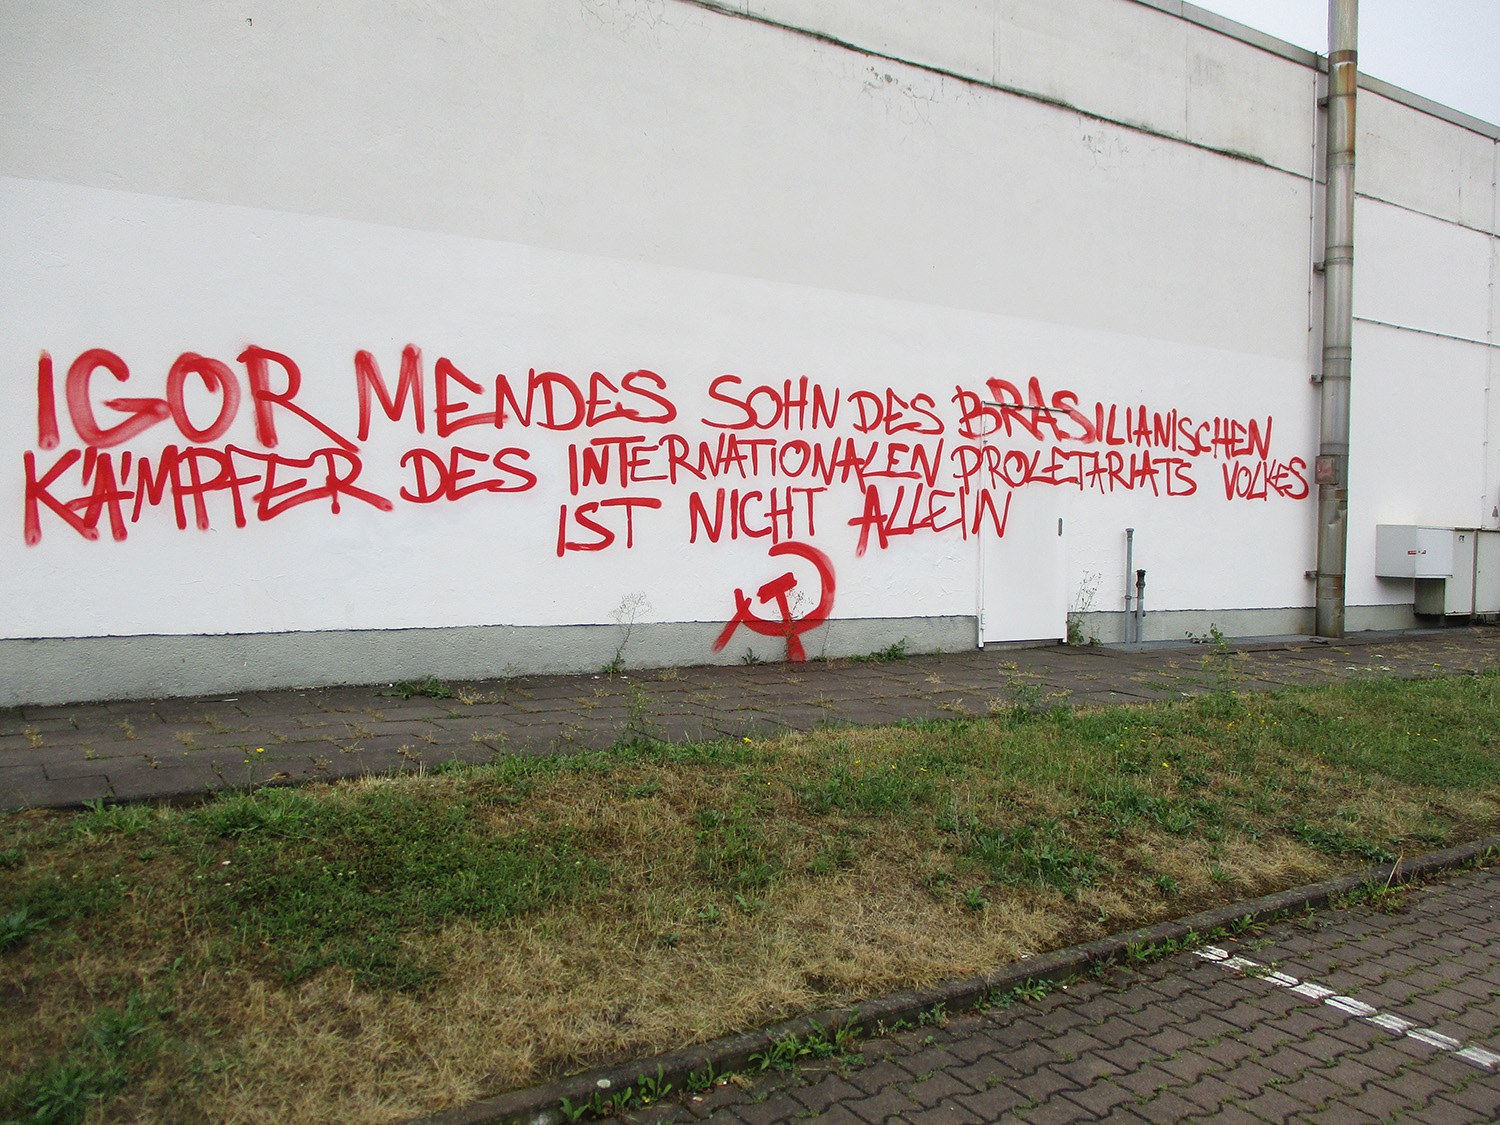 IGOR MENDES SOHN DES BRASILIANISCHEN
KÄMPFER DES INTERNATIONALEN PROLETARIATS VOLKES
IST NICHT ALLEIN